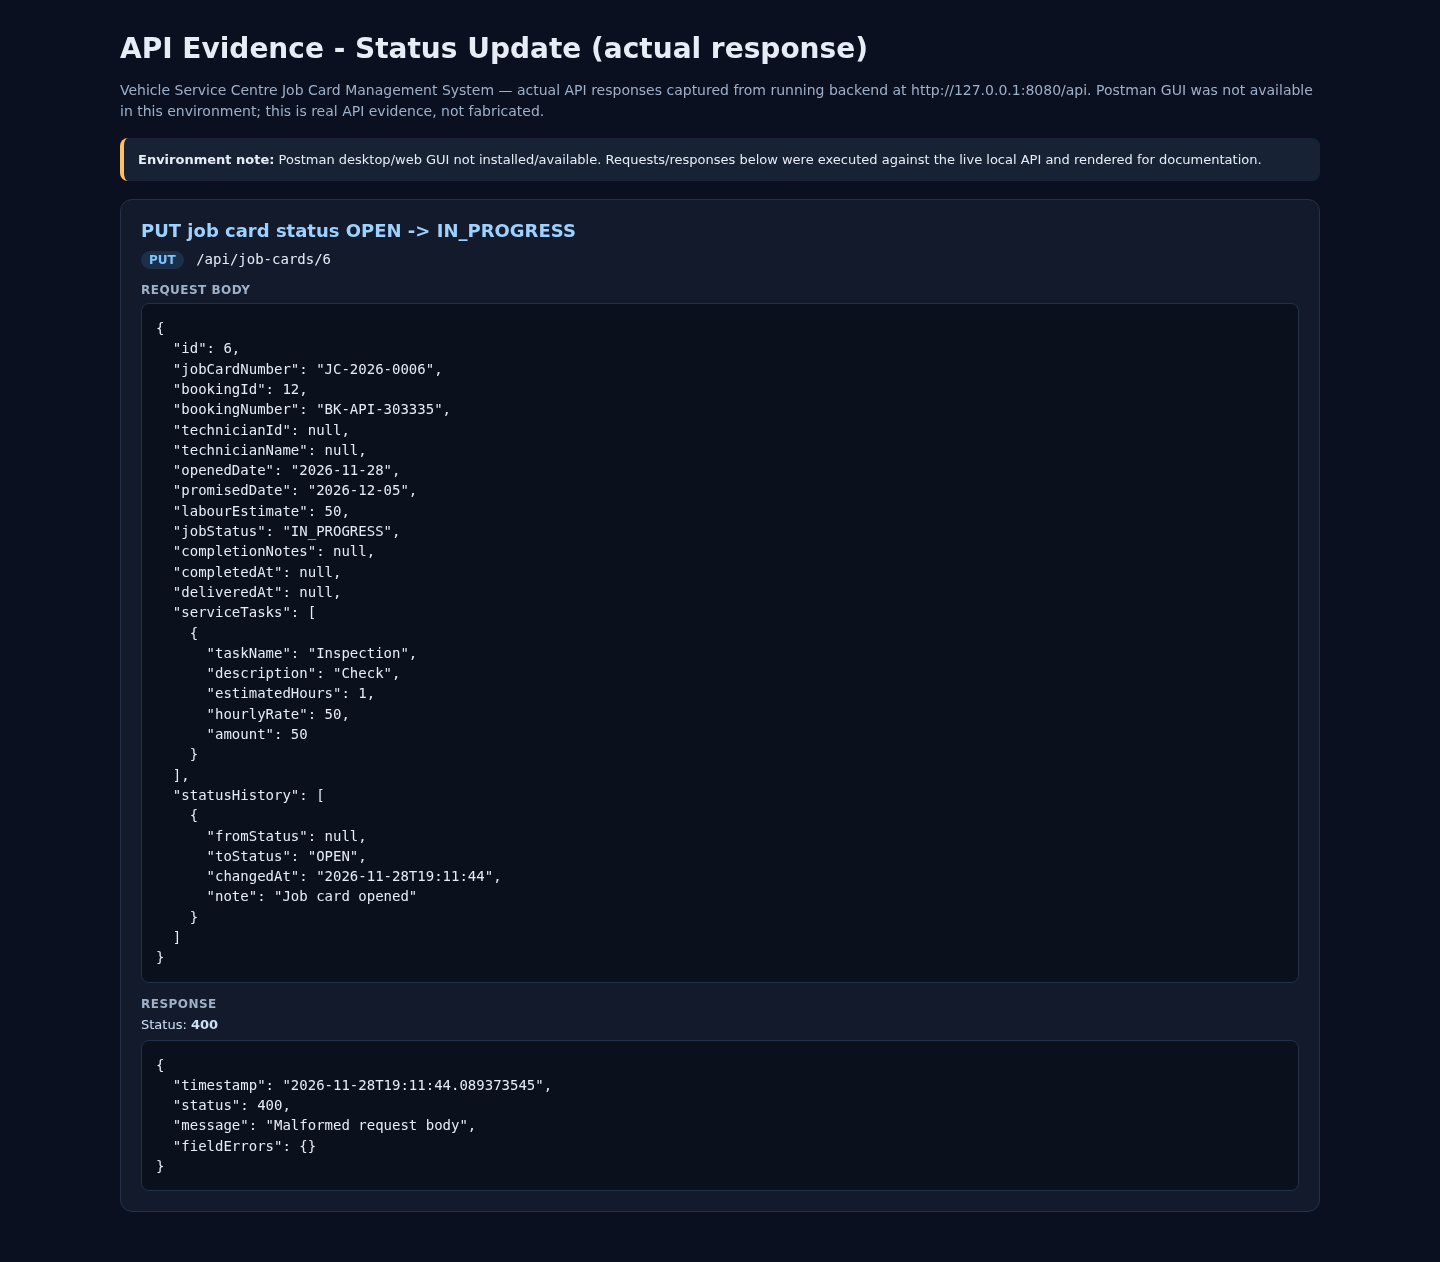 API Evidence - Status Update (actual response)
Vehicle Service Centre Job Card Management System — actual API responses captured from running backend at http://127.0.0.1:8080/api. Postman GUI was not available
in this environment; this is real API evidence, not fabricated.
Environment note: Postman desktop/web GUI not installed/available. Requests/responses below were executed against the live local API and rendered for documentation.
PUT job card status OPEN -> IN_PROGRESS
PUT /api/job-cards/6
REQUEST BODY
{
  "id": 6,
  "jobCardNumber": "JC-2026-0006",
  "bookingId": 12,
  "bookingNumber": "BK-API-303335",
  "technicianId": null,
  "technicianName": null,
  "openedDate": "2026-11-28",
  "promisedDate": "2026-12-05",
  "labourEstimate": 50,
  "jobStatus": "IN_PROGRESS",
  "completionNotes": null,
  "completedAt": null,
  "deliveredAt": null,
  "serviceTasks": [
    {
      "taskName": "Inspection",
      "description": "Check",
      "estimatedHours": 1,
      "hourlyRate": 50,
      "amount": 50
    }
  ],
  "statusHistory": [
    {
      "fromStatus": null,
      "toStatus": "OPEN",
      "changedAt": "2026-11-28T19:11:44",
      "note": "Job card opened"
    }
  ]
}
RESPONSE
Status: 400
{
  "timestamp": "2026-11-28T19:11:44.089373545",
  "status": 400,
  "message": "Malformed request body",
  "fieldErrors": {}
}